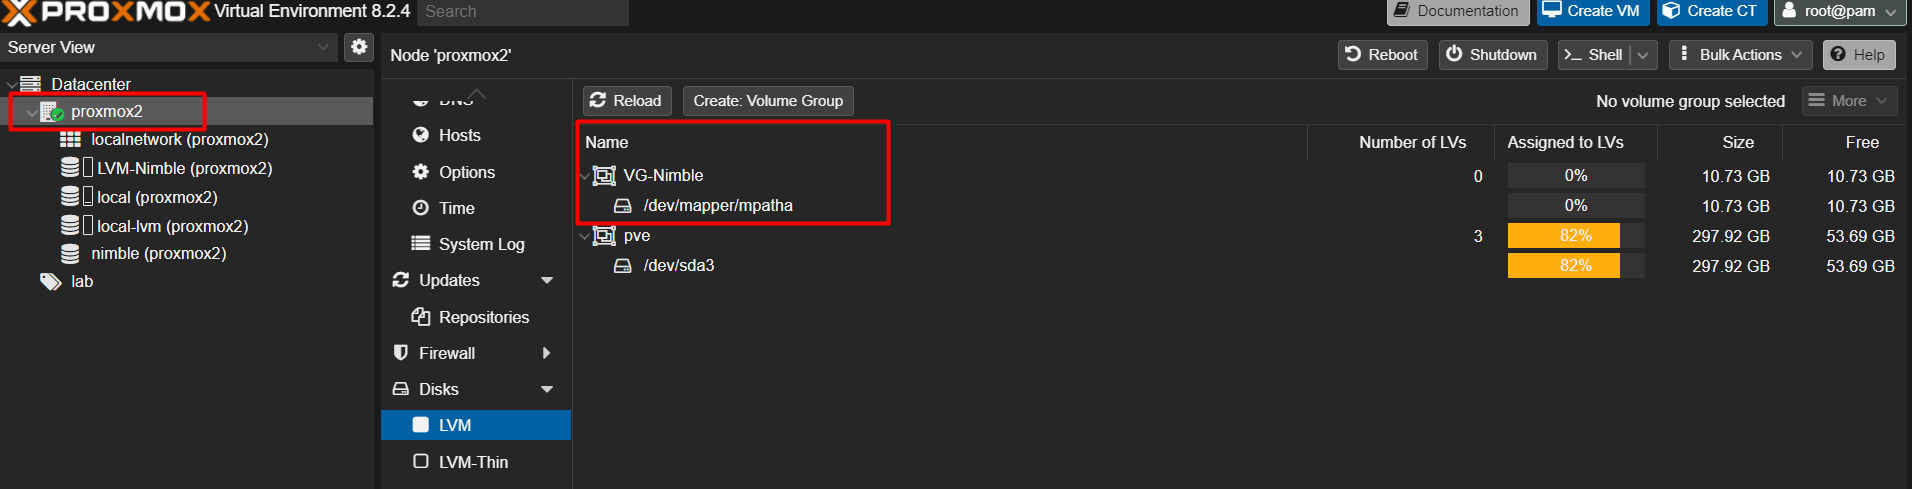 PROXMOX Virtual Environment 8.2.4 Search Documentation Create VM Create CT root@pam
Server View
Node 'proxmox2' Reboot Shutdown >_ Shell Bulk Actions Help
Datacenter
proxmox2
localnetwork (proxmox2)
LVM-Nimble (proxmox2)
local (proxmox2)
local-lvm (proxmox2)
nimble (proxmox2)
lab
DNS
Hosts
Options
Time
System Log
Updates
Repositories
Firewall
Disks
LVM
LVM-Thin
Reload Create: Volume Group No volume group selected More
Name Number of LVs Assigned to LVs Size Free
VG-Nimble 0 0% 10.73 GB 10.73 GB
/dev/mapper/mpatha 0% 10.73 GB 10.73 GB
pve 3 82% 297.92 GB 53.69 GB
/dev/sda3 82% 297.92 GB 53.69 GB